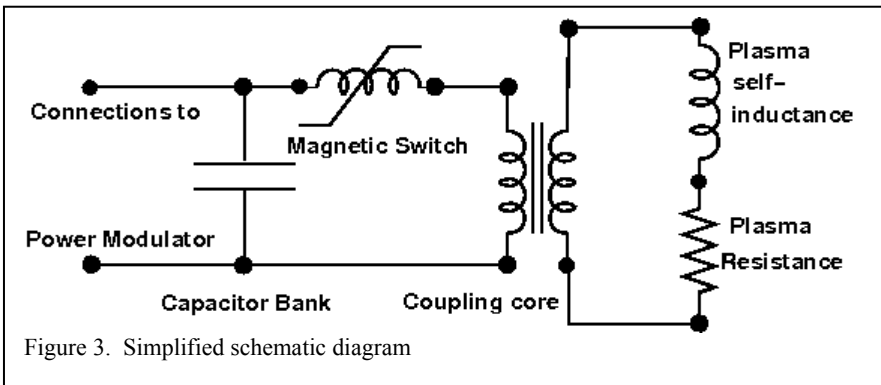 Connections to
Magnetic Switch
Power Modulator
Capacitor Bank
Coupling core
Plasma
self-
inductance
Plasma
Resistance
Figure 3.  Simplified schematic diagram